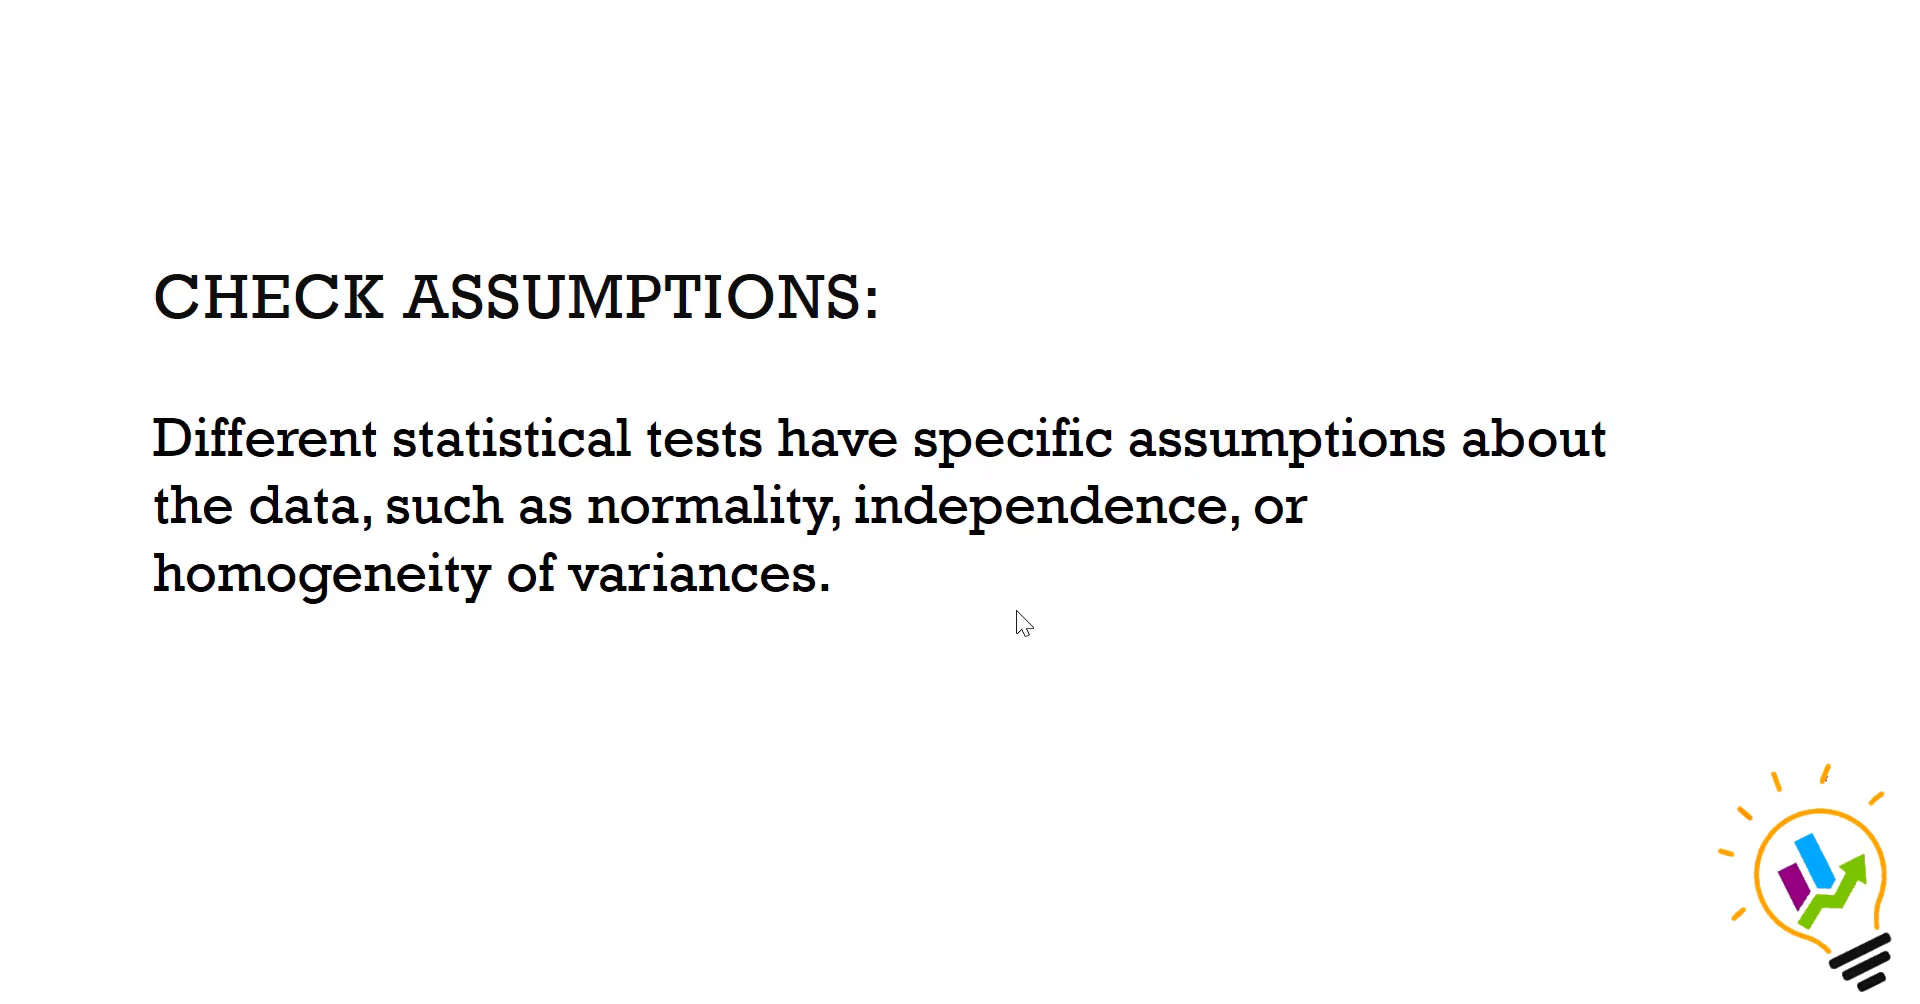 CHECK ASSUMPTIONS:
Different statistical tests have specific assumptions about
the data, such as normality, independence, or
homogeneity of variances.